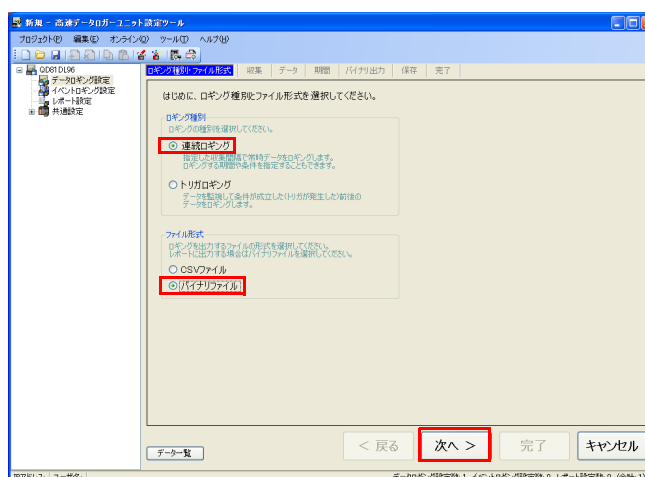 新規 - 高速データロガーユニット設定ツール
プロジェクト(P) 編集(E) オンライン(O) ツール(T) ヘルプ(H)
QD81DL96
データロギング設定
イベントロギング設定
レポート設定
共通設定
ロギング種別・ファイル形式 収集 データ 期間 バイナリ出力 保存 完了
はじめに、ロギング種別とファイル形式を選択してください。
ロギング種別
ロギングの種別を選択してください。
連続ロギング
指定した収集間隔で常時データをロギングします。
ロギングする期間や条件を指定することもできます。
トリガロギング
データを監視して条件が成立した(トリガが発生した)前後の
データをロギングします。
ファイル形式
ロギングを出力するファイルの形式を選択してください。
レポートに出力する場合はバイナリファイルを選択してください。
CSVファイル
バイナリファイル
データ一覧
< 戻る 次へ > 完了 キャンセル